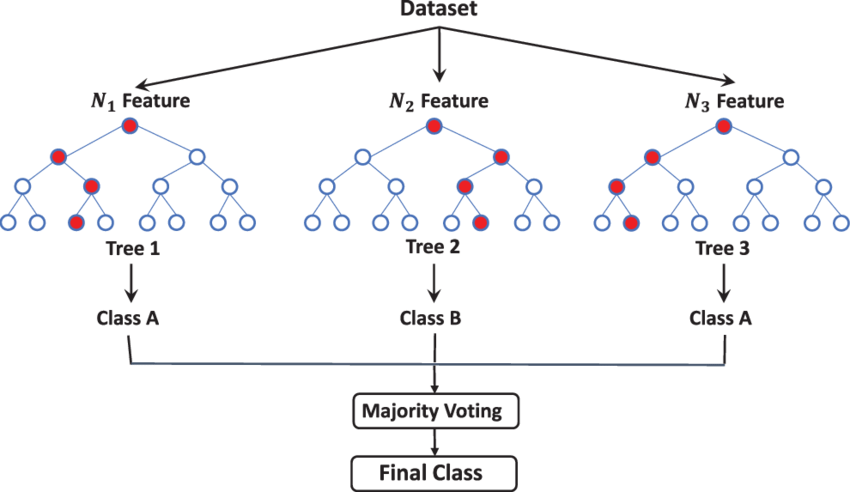 Dataset
N₁ Feature N₂ Feature N₃ Feature
Tree 1 Tree 2 Tree 3
Class A Class B Class A
Majority Voting
Final Class